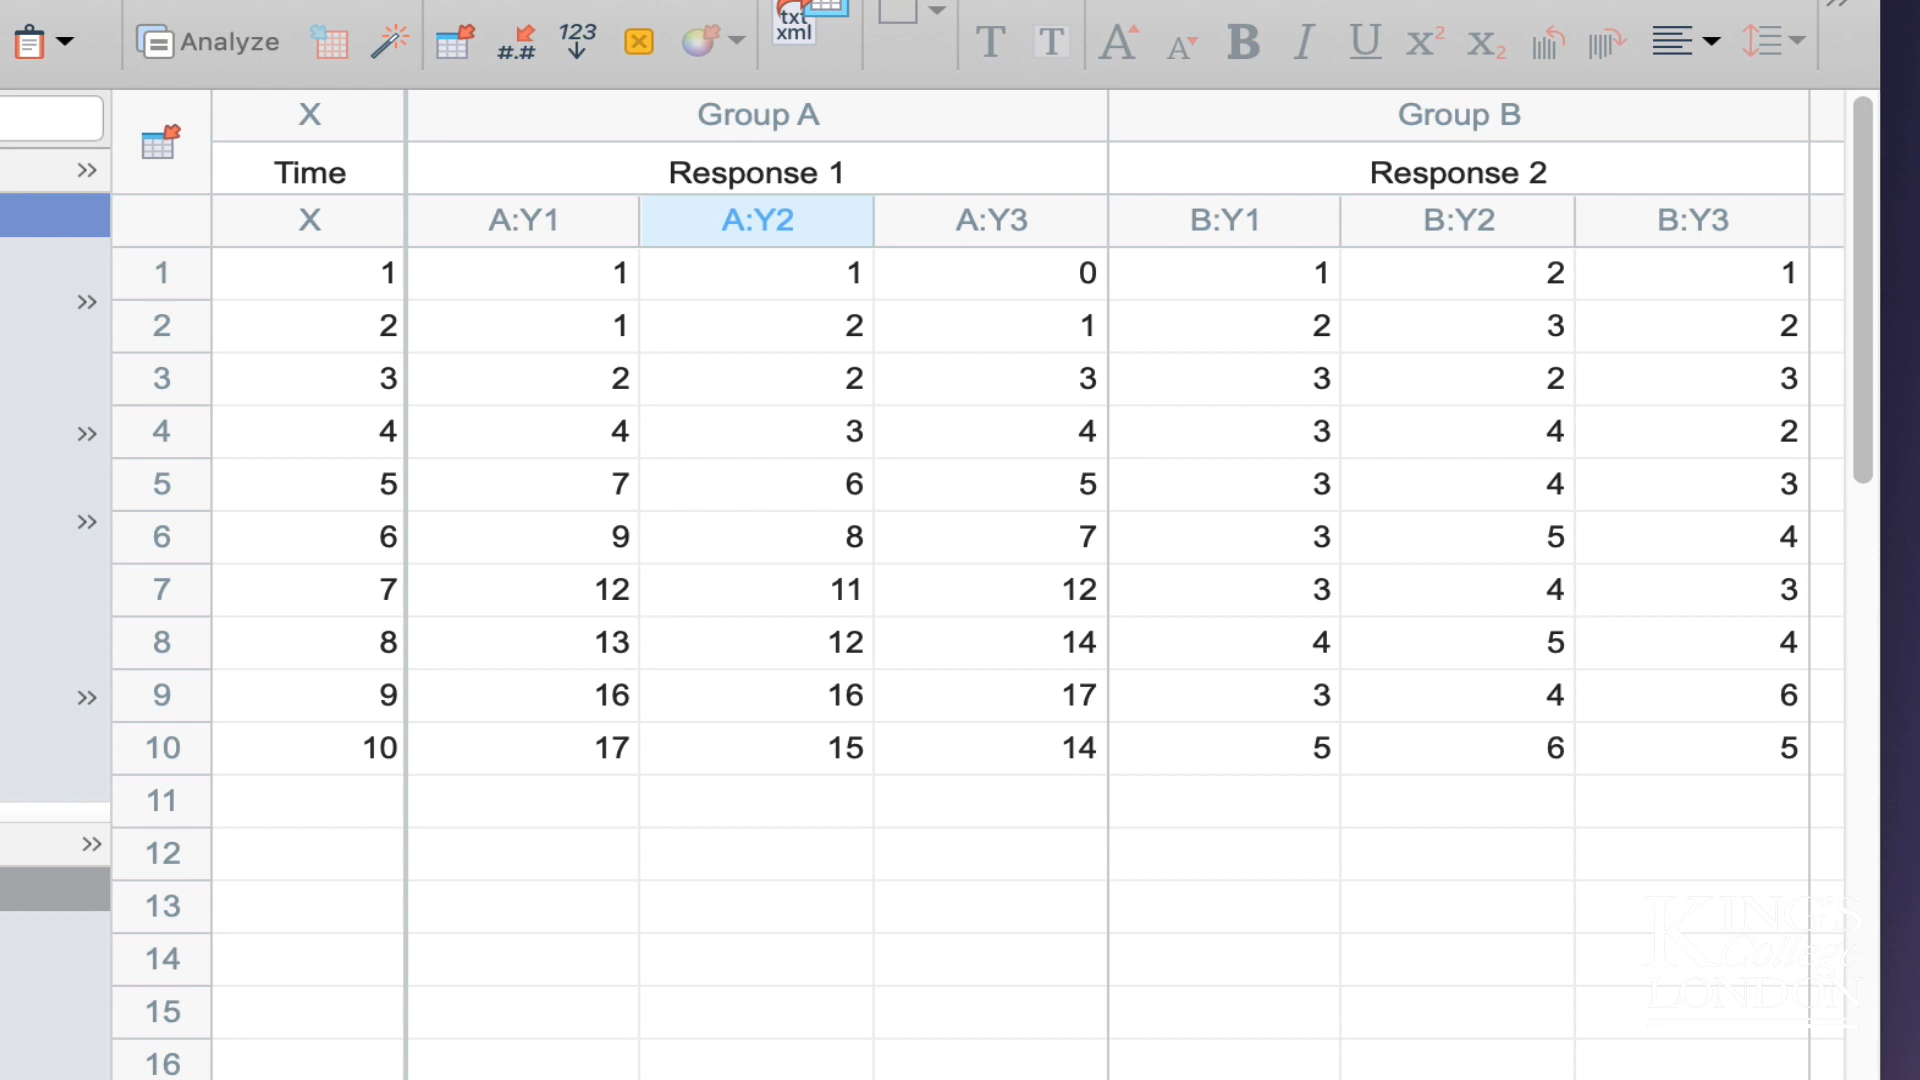 txt
xml
Analyze
#.#
123
T T A A B I U X² X₂
X Group A Group B
Time Response 1 Response 2
X A:Y1 A:Y2 A:Y3 B:Y1 B:Y2 B:Y3
1 1 1 1 0 1 2 1
2 2 1 2 1 2 3 2
3 3 2 2 3 3 2 3
4 4 4 3 4 3 4 2
5 5 7 6 5 3 4 3
6 6 9 8 7 3 5 4
7 7 12 11 12 3 4 3
8 8 13 12 14 4 5 4
9 9 16 16 17 3 4 6
10 10 17 15 14 5 6 5
11
12
13
14
15
16
KING'S
College
LONDON